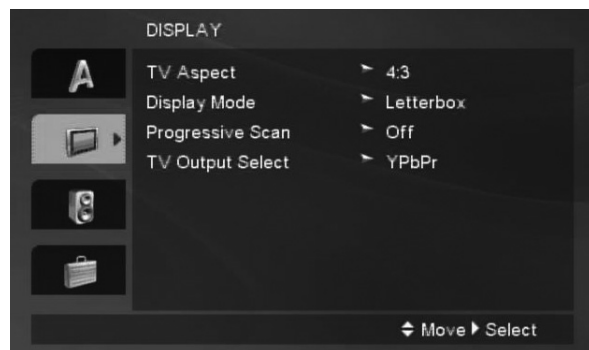 DISPLAY
A
TV Aspect 4:3
Display Mode Letterbox
Progressive Scan Off
TV Output Select YPbPr
Move Select